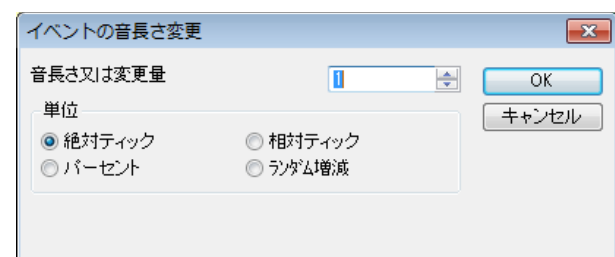 イベントの音長さ変更
音長さ又は変更量
1
OK
単位
キャンセル
絶対ティック
相対ティック
パーセント
ランダム増減